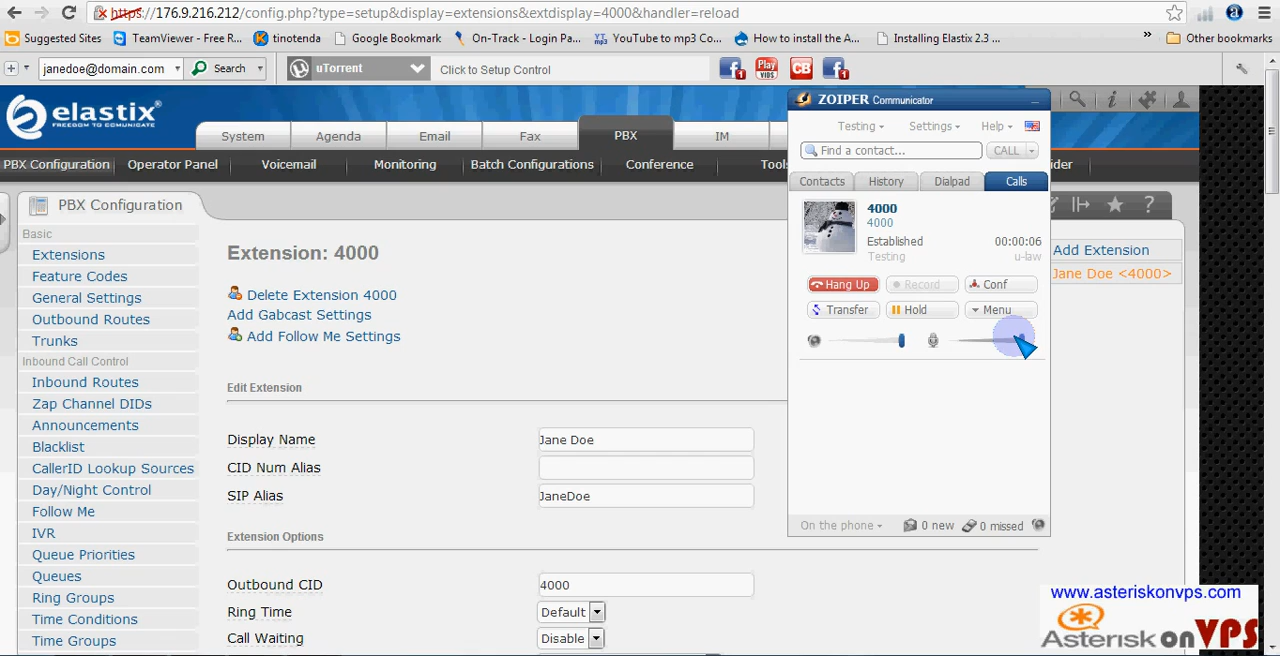 https://176.9.216.212/config.php?type=setup&display=extensions&extdisplay=4000&handler=reload
Suggested Sites TeamViewer - Free R... tinotenda Google Bookmark On-Track - Login Pa... YouTube to mp3 Co... How to install the A... Installing Elastix 2.3 ... » Other bookmarks
janedoe@domain.com Search uTorrent Click to Setup Control 1 Play VIDS CB 1
elastix
FREEDOM TO COMMUNICATE
System Agenda Email Fax PBX IM
PBX Configuration Operator Panel Voicemail Monitoring Batch Configurations Conference Tools
PBX Configuration
Basic
Extensions
Feature Codes
General Settings
Outbound Routes
Trunks
Inbound Call Control
Inbound Routes
Zap Channel DIDs
Announcements
Blacklist
CallerID Lookup Sources
Day/Night Control
Follow Me
IVR
Queue Priorities
Queues
Ring Groups
Time Conditions
Time Groups
Extension: 4000
Delete Extension 4000
Add Gabcast Settings
Add Follow Me Settings
Edit Extension
Display Name Jane Doe
CID Num Alias
SIP Alias JaneDoe
Extension Options
Outbound CID 4000
Ring Time Default
Call Waiting Disable
ZOIPER Communicator
Testing Settings Help
Find a contact... CALL
Contacts History Dialpad Calls
4000
4000
Established 00:00:06
Testing u-law
Hang Up Record Conf
Transfer Hold Menu
On the phone 0 new 0 missed
ider
?
Add Extension
Jane Doe <4000>
www.asteriskonvps.com
Asterisk on VPS